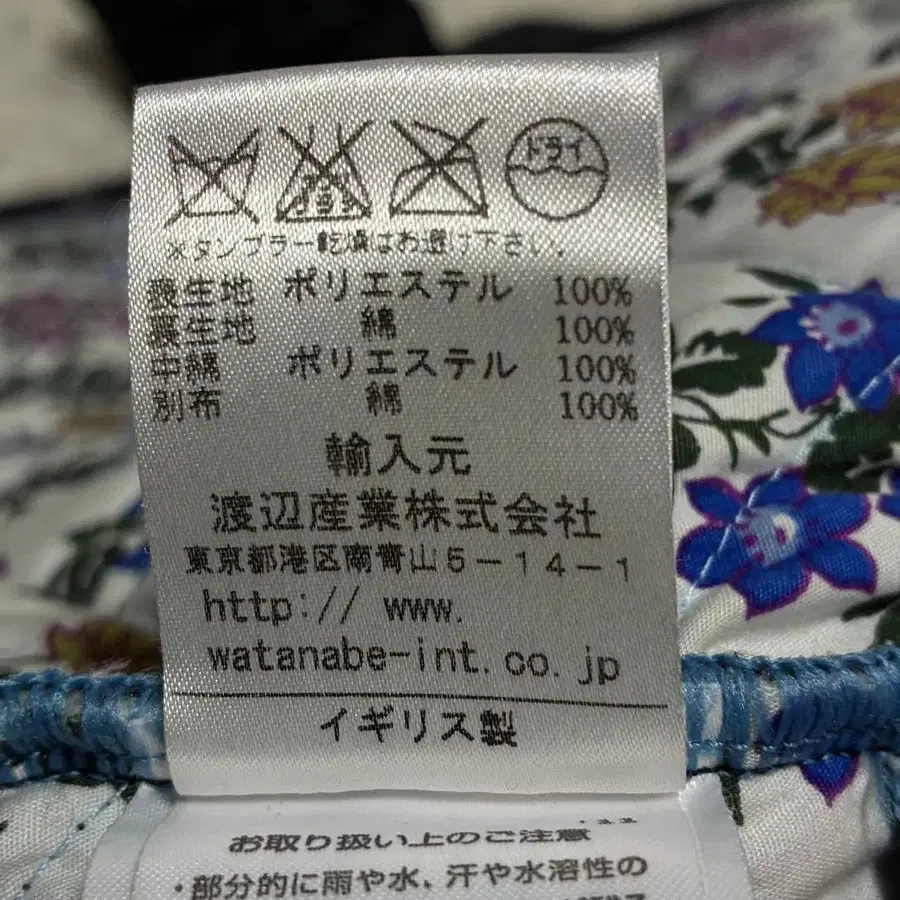 ドライ
※タンブラー乾燥はお避け下さい。
表生地 ポリエステル 100%
裏生地 綿 100%
中綿 ポリエステル 100%
別布 綿 100%
輸入元
渡辺産業株式会社
東京都港区南青山5-14-1
http:// www.
watanabe-int.co.jp
イギリス製
お取り扱い上のご注意
・部分的に雨や水、汗や水溶性の